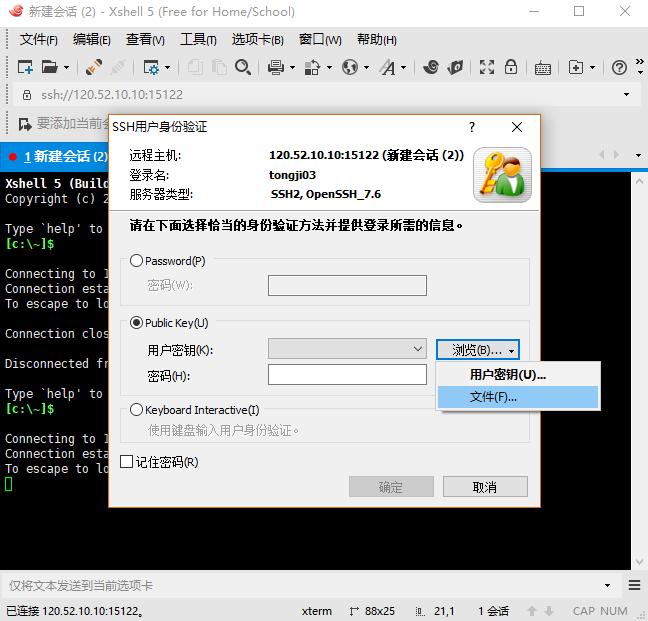 新建会话 (2) - Xshell 5 (Free for Home/School)
文件(F) 编辑(E) 查看(V) 工具(T) 选项卡(B) 窗口(W) 帮助(H)
ssh://120.52.10.10:15122
要添加当前会
1 新建会话 (2)
SSH用户身份验证
远程主机: 120.52.10.10:15122 (新建会话 (2))
登录名: tongji03
服务器类型: SSH2, OpenSSH_7.6
请在下面选择恰当的身份验证方法并提供登录所需的信息。
Password(P)
密码(W):
Public Key(U)
用户密钥(K): 浏览(B)...
密码(H):
用户密钥(U)...
文件(F)...
Keyboard Interactive(I)
使用键盘输入用户身份验证。
记住密码(R)
确定 取消
Xshell 5 (Build
Copyright (c) 2
Type `help' to
[c:\~]$
Connecting to 1
Connection esta
To escape to lo
Connection clos
Disconnected fr
Type `help' to
[c:\~]$
Connecting to 1
Connection esta
To escape to lo
仅将文本发送到当前选项卡
已连接 120.52.10.10:15122。 xterm 88x25 21,1 1 会话 CAP NUM